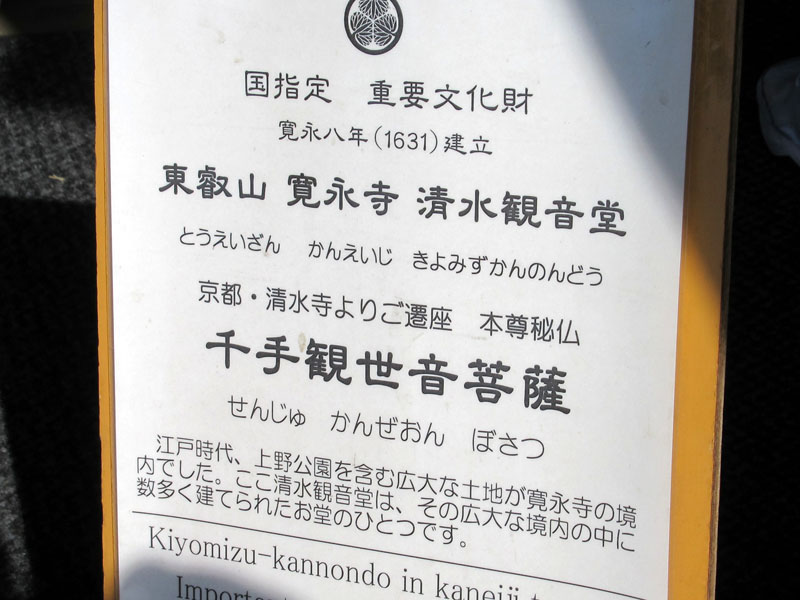 国指定　重要文化財
寛永八年(1631)建立
東叡山 寛永寺 清水観音堂
とうえいざん　かんえいじ　きよみずかんのんどう
京都・清水寺よりご遷座　本尊秘仏
千手観世音菩薩
せんじゅ　かんぜおん　ぼさつ
江戸時代、上野公園を含む広大な土地が寛永寺の境
内でした。ここ清水観音堂は、その広大な境内の中に
数多く建てられたお堂のひとつです。
Kiyomizu-kannondo in kaneiji